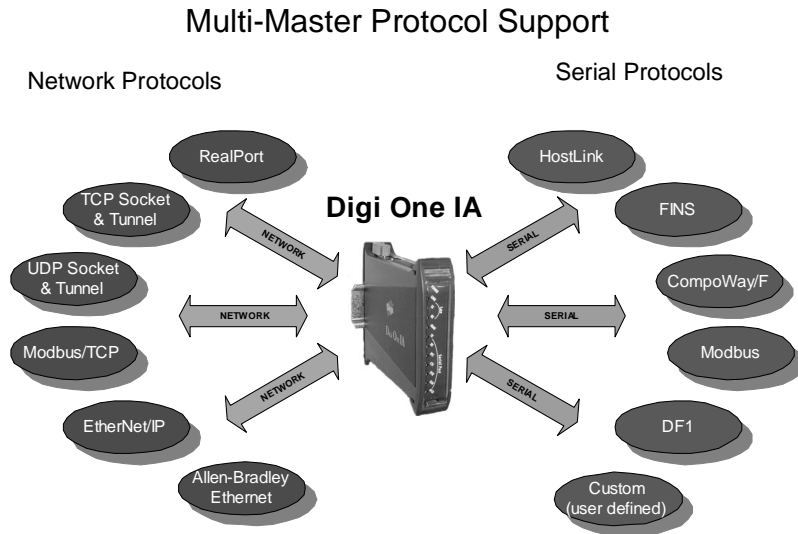 Multi-Master Protocol Support
Network Protocols
Serial Protocols
RealPort
TCP Socket
& Tunnel
UDP Socket
& Tunnel
Modbus/TCP
EtherNet/IP
Allen-Bradley
Ethernet
NETWORK
NETWORK
NETWORK
Digi One IA
SERIAL
SERIAL
SERIAL
HostLink
FINS
CompoWay/F
Modbus
DF1
Custom
(user defined)